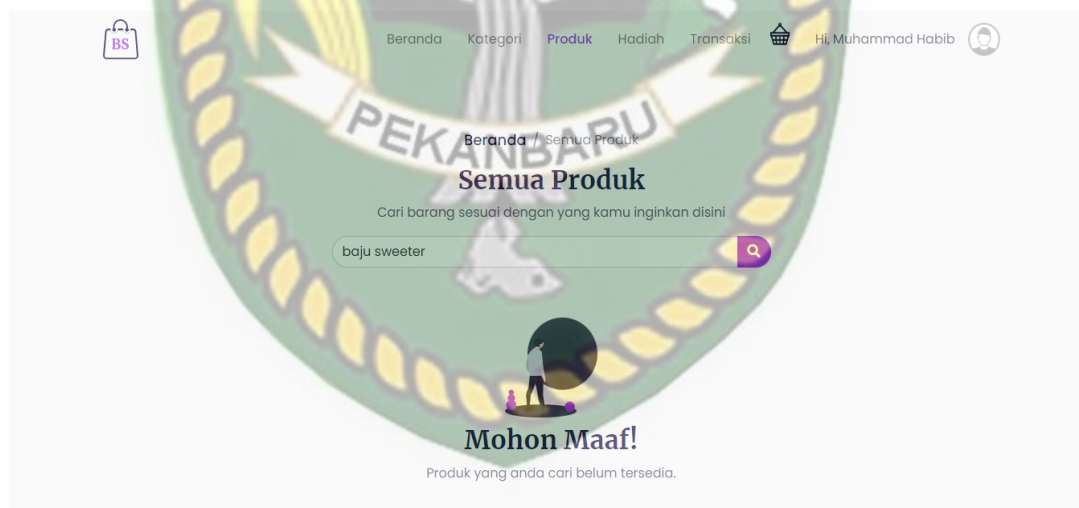 BS
Beranda Kategori Produk Hadiah Transaksi Hi, Muhammad Habib
PEKANBARU
Beranda / Semua Produk
Semua Produk
Cari barang sesuai dengan yang kamu inginkan disini
baju sweeter
Mohon Maaf!
Produk yang anda cari belum tersedia.